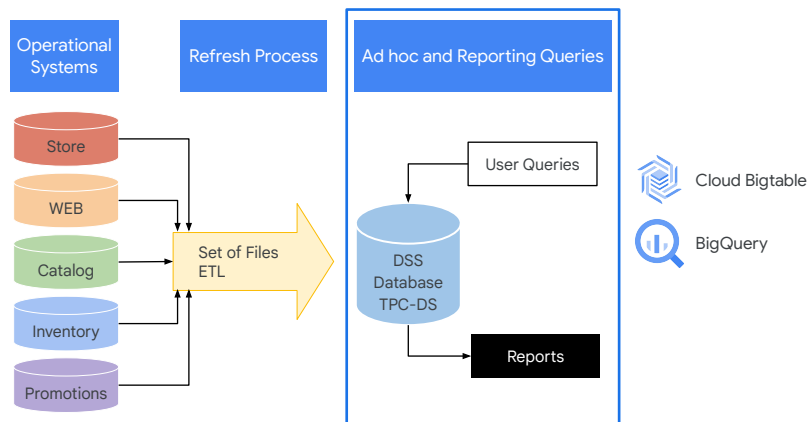 Operational
Systems
Refresh Process
Ad hoc and Reporting Queries
Store
WEB
Catalog
Inventory
Promotions
Set of Files
ETL
User Queries
DSS
Database
TPC-DS
Reports
Cloud Bigtable
BigQuery